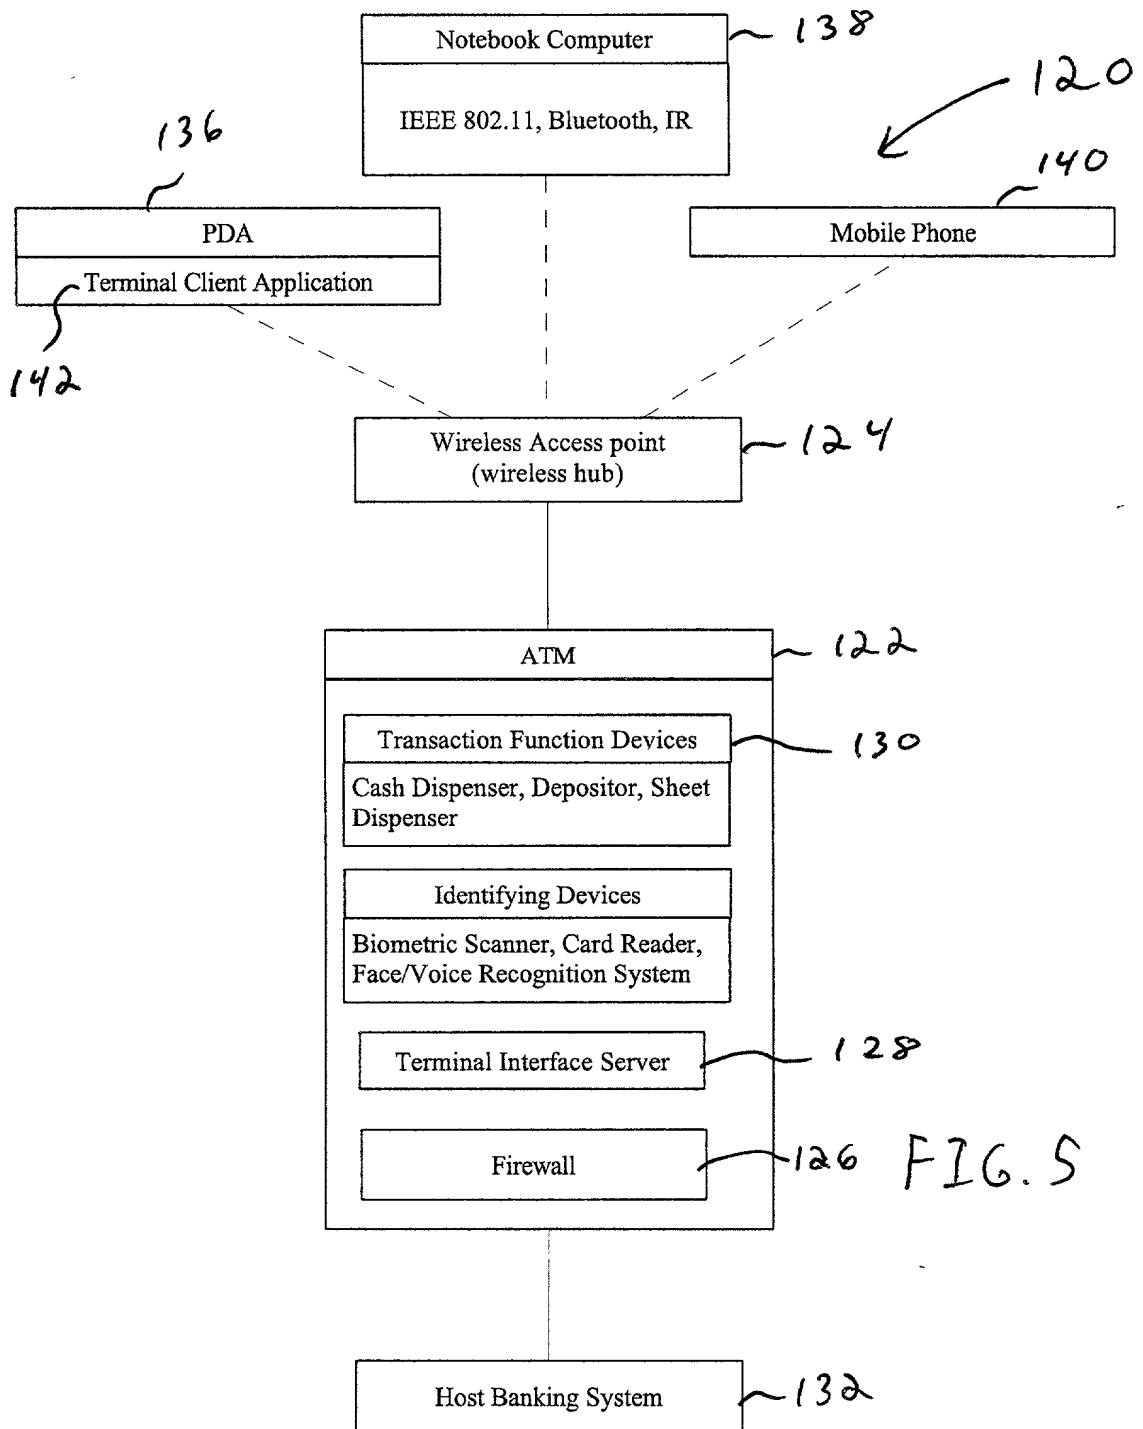 Notebook Computer
138
IEEE 802.11, Bluetooth, IR
120
136
140
PDA
Mobile Phone
Terminal Client Application
142
Wireless Access point
(wireless hub)
124
ATM
122
Transaction Function Devices
130
Cash Dispenser, Depositor, Sheet
Dispenser
Identifying Devices
Biometric Scanner, Card Reader,
Face/Voice Recognition System
Terminal Interface Server
128
Firewall
126
FIG. 5
Host Banking System
132